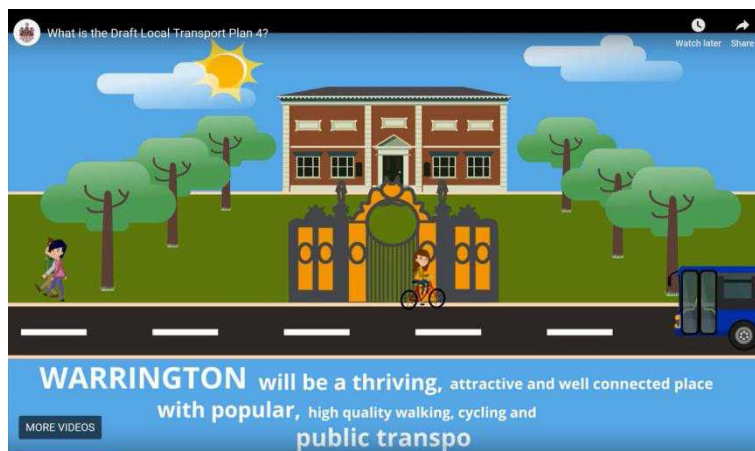 What is the Draft Local Transport Plan 4?
Watch later
Share
WARRINGTON will be a thriving, attractive and well connected place
with popular, high quality walking, cycling and
public transpo
MORE VIDEOS